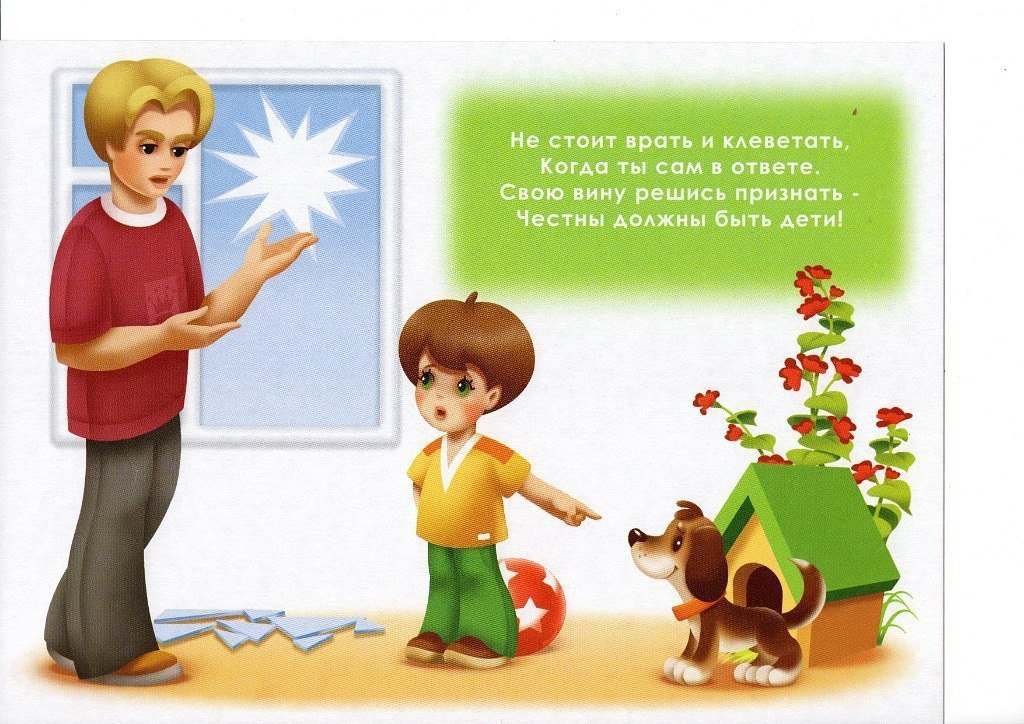 Не стоит врать и клеветать,
Когда ты сам в ответе.
Свою вину решись признать -
Честны должны быть дети!